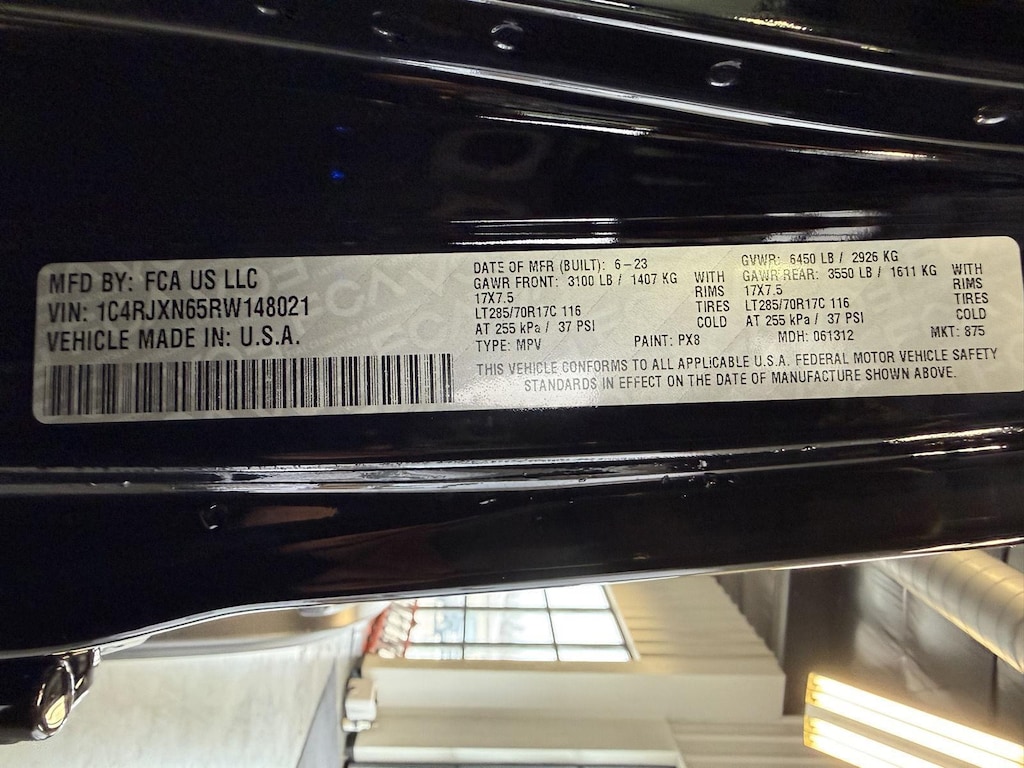 MFD BY: FCA US LLC
VIN: 1C4RJXN65RW148021
VEHICLE MADE IN: U.S.A.
DATE OF MFR (BUILT): 6-23
GAWR FRONT: 3100 LB / 1407 KG WITH
17X7.5 RIMS
LT285/70R17C 116 TIRES
AT 255 kPa / 37 PSI COLD
GVWR: 6450 LB / 2926 KG
GAWR REAR: 3550 LB / 1611 KG WITH
17X7.5 RIMS
LT285/70R17C 116 TIRES
AT 255 kPa / 37 PSI COLD
TYPE: MPV PAINT: PX8 MDH: 061312 MKT: 875
THIS VEHICLE CONFORMS TO ALL APPLICABLE U.S.A. FEDERAL MOTOR VEHICLE SAFETY
STANDARDS IN EFFECT ON THE DATE OF MANUFACTURE SHOWN ABOVE.